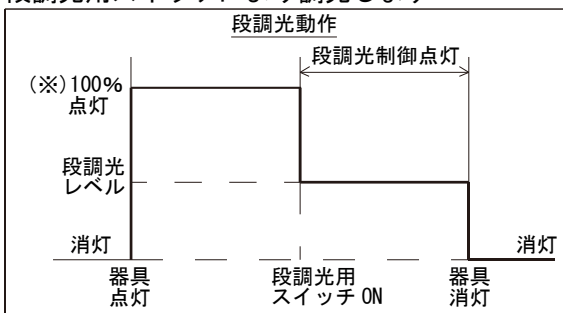 段調光動作
段調光制御点灯
(※)100%
点灯
段調光
レベル
消灯
消灯
器具
点灯
段調光用
スイッチON
器具
消灯